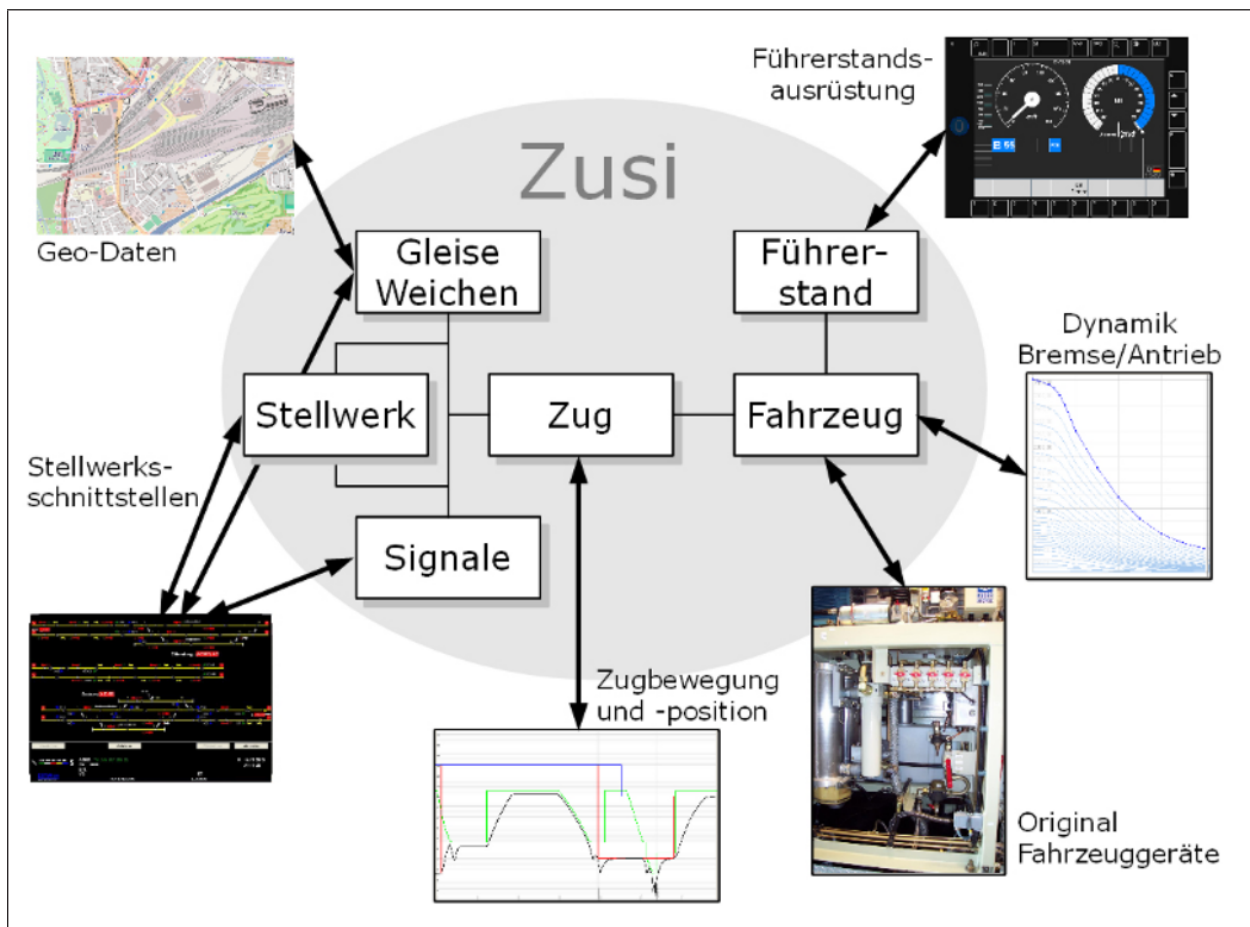 Führerstands-
ausrüstung
Zusi
Geo-Daten
Gleise
Weichen
Führer-
stand
Dynamik
Bremse/Antrieb
Stellwerk
Zug
Fahrzeug
Stellwerks-
schnittstellen
Signale
Zugbewegung
und -position
Original
Fahrzeuggeräte